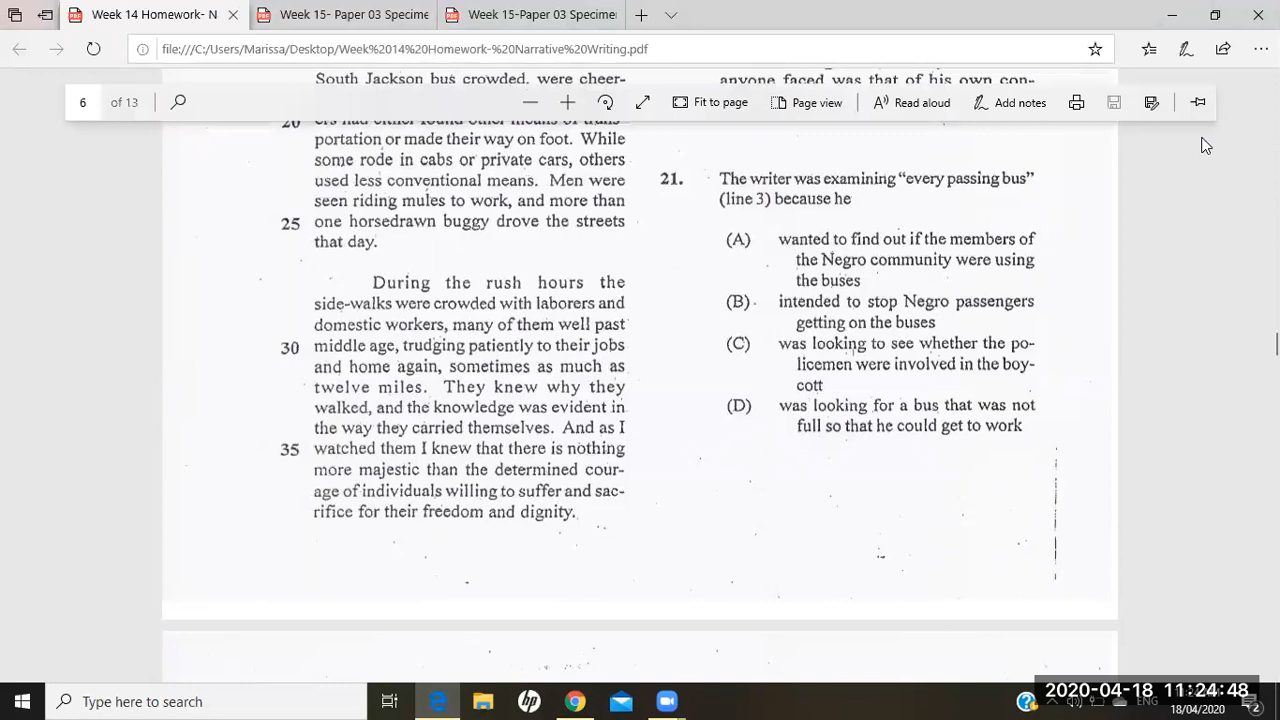 Week 14 Homework- N
Week 15- Paper 03 Specime
Week 15-Paper 03 Specime
file:///C:/Users/Marissa/Desktop/Week%2014%20Homework-%20Narrative%20Writing.pdf
South Jackson bus crowded, were cheer-
anyone faced was that of his own con-
6 of 13
Fit to page
Page view
Read aloud
Add notes
20 ers had either found other means of trans-
portation or made their way on foot. While
some rode in cabs or private cars, others
used less conventional means. Men were
seen riding mules to work, and more than
25 one horsedrawn buggy drove the streets
that day.
During the rush hours the
side-walks were crowded with laborers and
domestic workers, many of them well past
30 middle age, trudging patiently to their jobs
and home again, sometimes as much as
twelve miles. They knew why they
walked, and the knowledge was evident in
the way they carried themselves. And as I
35 watched them I knew that there is nothing
more majestic than the determined cour-
age of individuals willing to suffer and sac-
rifice for their freedom and dignity.
21. The writer was examining “every passing bus”
(line 3) because he
(A) wanted to find out if the members of
the Negro community were using
the buses
(B) intended to stop Negro passengers
getting on the buses
(C) was looking to see whether the po-
licemen were involved in the boy-
cott
(D) was looking for a bus that was not
full so that he could get to work
Type here to search
2020-04-18 11:24:48
ENG
18/04/2020
2